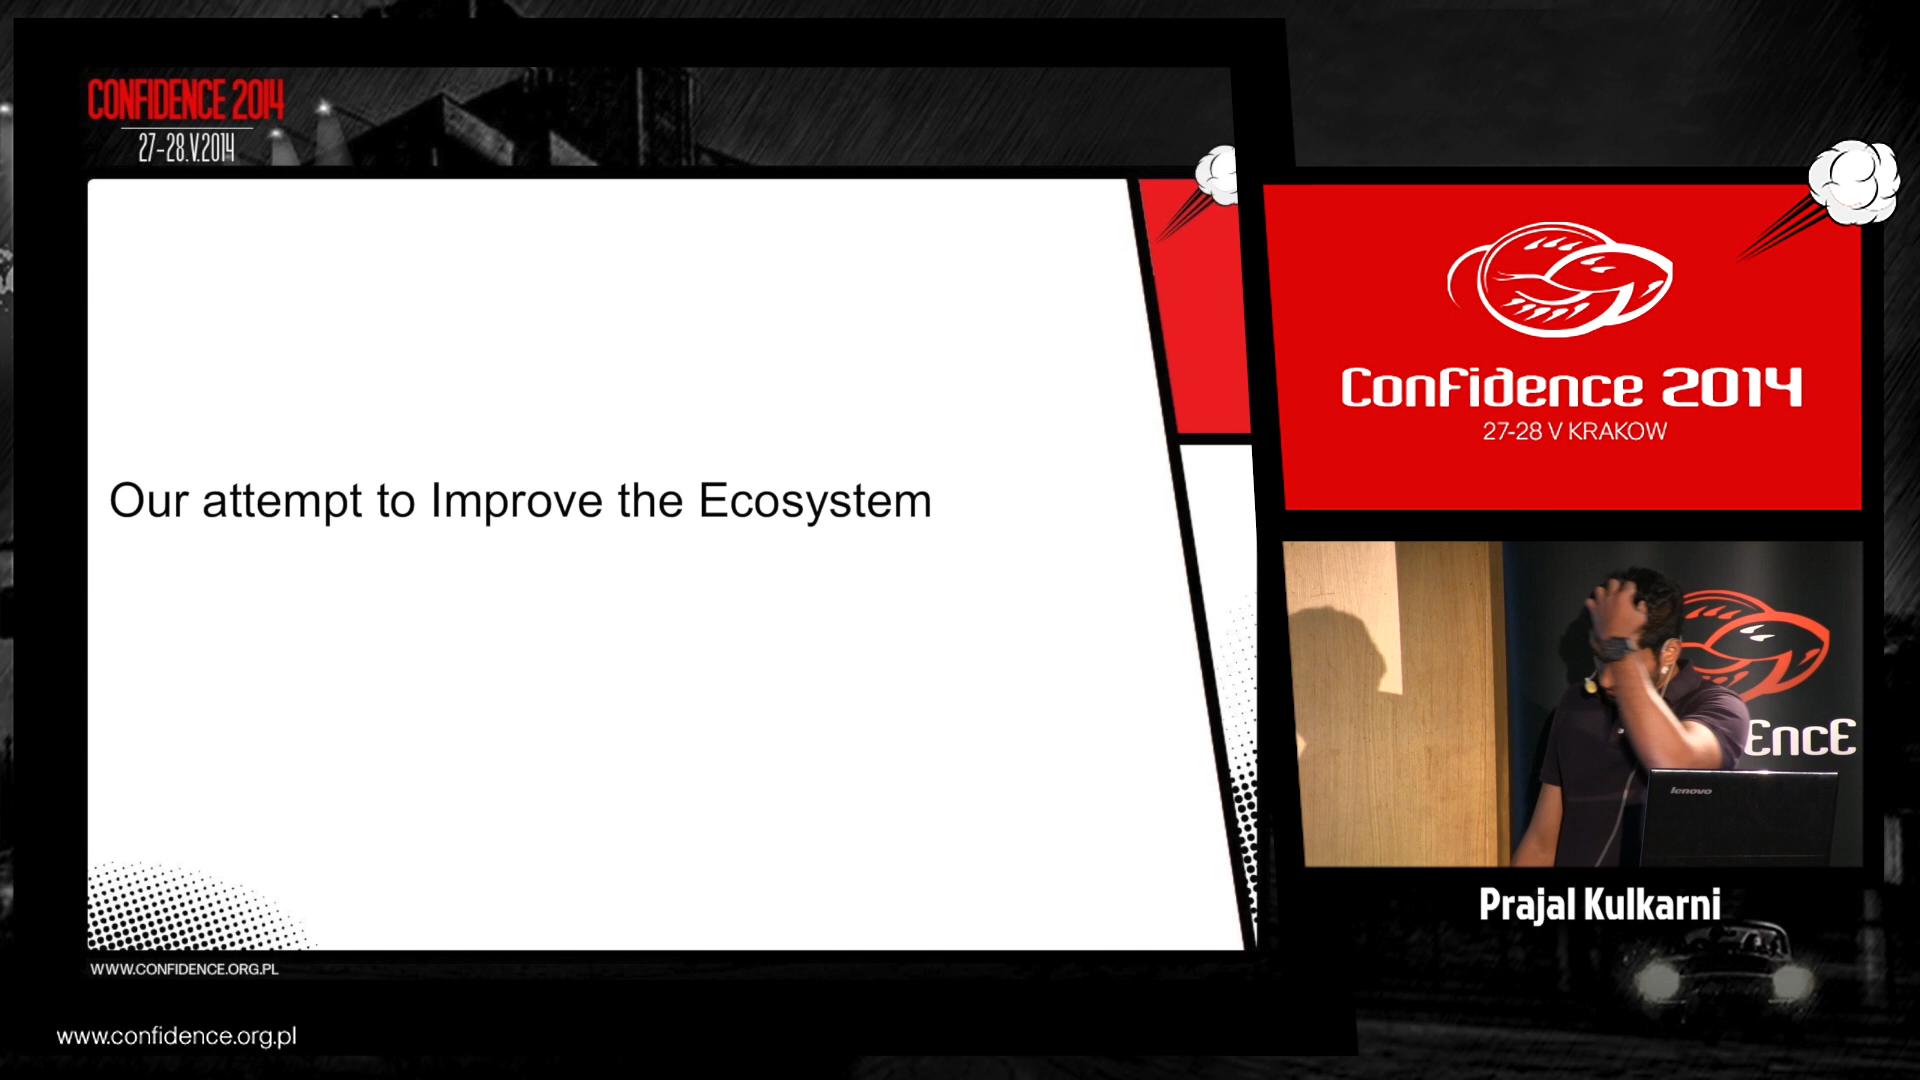 CONFIDENCE 2014
27-28.V.2014
Our attempt to Improve the Ecosystem
WWW.CONFIDENCE.ORG.PL
www.confidence.org.pl
Confidence 2014
27-28 V KRAKOW
EncE
lenovo
Prajal Kulkarni